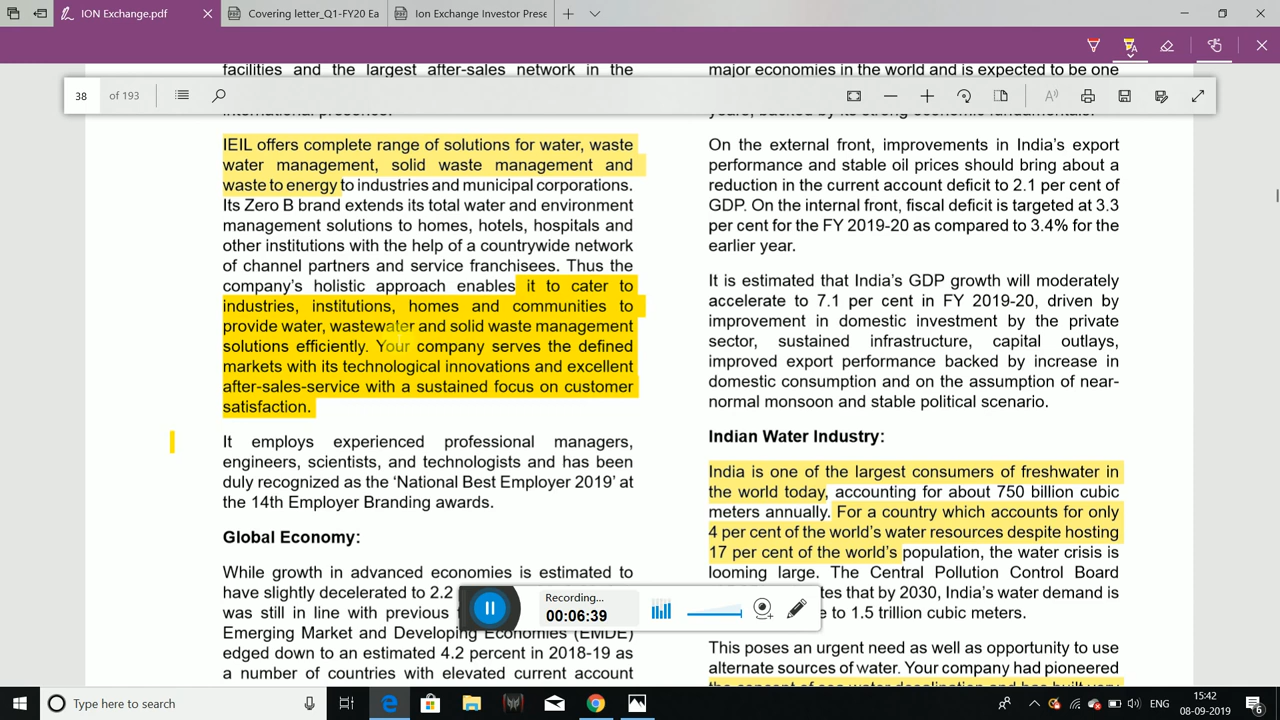 ION Exchange.pdf
Covering letter_Q1-FY20 Ea
Ion Exchange Investor Prese
38 of 193
facilities and the largest after-sales network in the
IEIL offers complete range of solutions for water, waste
water management, solid waste management and
waste to energy to industries and municipal corporations.
Its Zero B brand extends its total water and environment
management solutions to homes, hotels, hospitals and
other institutions with the help of a countrywide network
of channel partners and service franchisees. Thus the
company's holistic approach enables it to cater to
industries, institutions, homes and communities to
provide water, wastewater and solid waste management
solutions efficiently. Your company serves the defined
markets with its technological innovations and excellent
after-sales-service with a sustained focus on customer
satisfaction.
It employs experienced professional managers,
engineers, scientists, and technologists and has been
duly recognized as the 'National Best Employer 2019' at
the 14th Employer Branding awards.
Global Economy:
While growth in advanced economies is estimated to
have slightly decelerated to 2.2
was still in line with previous
Emerging Market and Developing Economies (EMDE)
edged down to an estimated 4.2 percent in 2018-19 as
a number of countries with elevated current account
major economies in the world and is expected to be one
years, backed by its strong economic fundamentals.
On the external front, improvements in India's export
performance and stable oil prices should bring about a
reduction in the current account deficit to 2.1 per cent of
GDP. On the internal front, fiscal deficit is targeted at 3.3
per cent for the FY 2019-20 as compared to 3.4% for the
earlier year.
It is estimated that India's GDP growth will moderately
accelerate to 7.1 per cent in FY 2019-20, driven by
improvement in domestic investment by the private
sector, sustained infrastructure, capital outlays,
improved export performance backed by increase in
domestic consumption and on the assumption of near-
normal monsoon and stable political scenario.
Indian Water Industry:
India is one of the largest consumers of freshwater in
the world today, accounting for about 750 billion cubic
meters annually. For a country which accounts for only
4 per cent of the world's water resources despite hosting
17 per cent of the world's population, the water crisis is
looming large. The Central Pollution Control Board
that by 2030, India's water demand is
to 1.5 trillion cubic meters.
This poses an urgent need as well as opportunity to use
alternate sources of water. Your company had pioneered
Recording...
00:06:39
Type here to search
ENG
15:42
08-09-2019
6